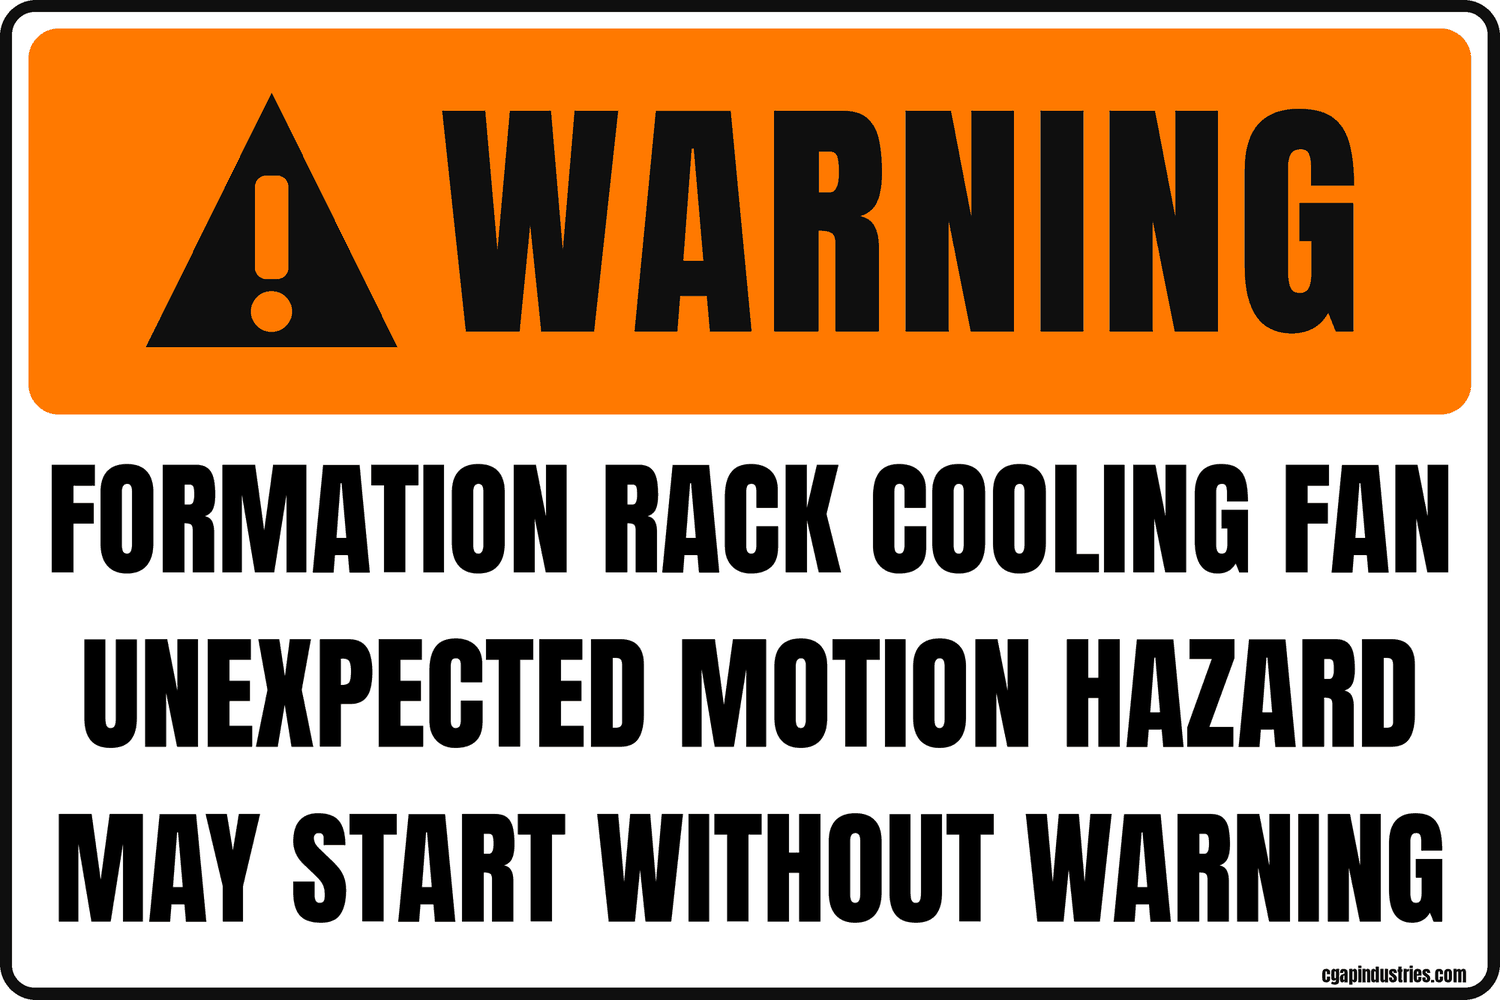 WARNING
FORMATION RACK COOLING FAN
UNEXPECTED MOTION HAZARD
MAY START WITHOUT WARNING
cgapindustries.com